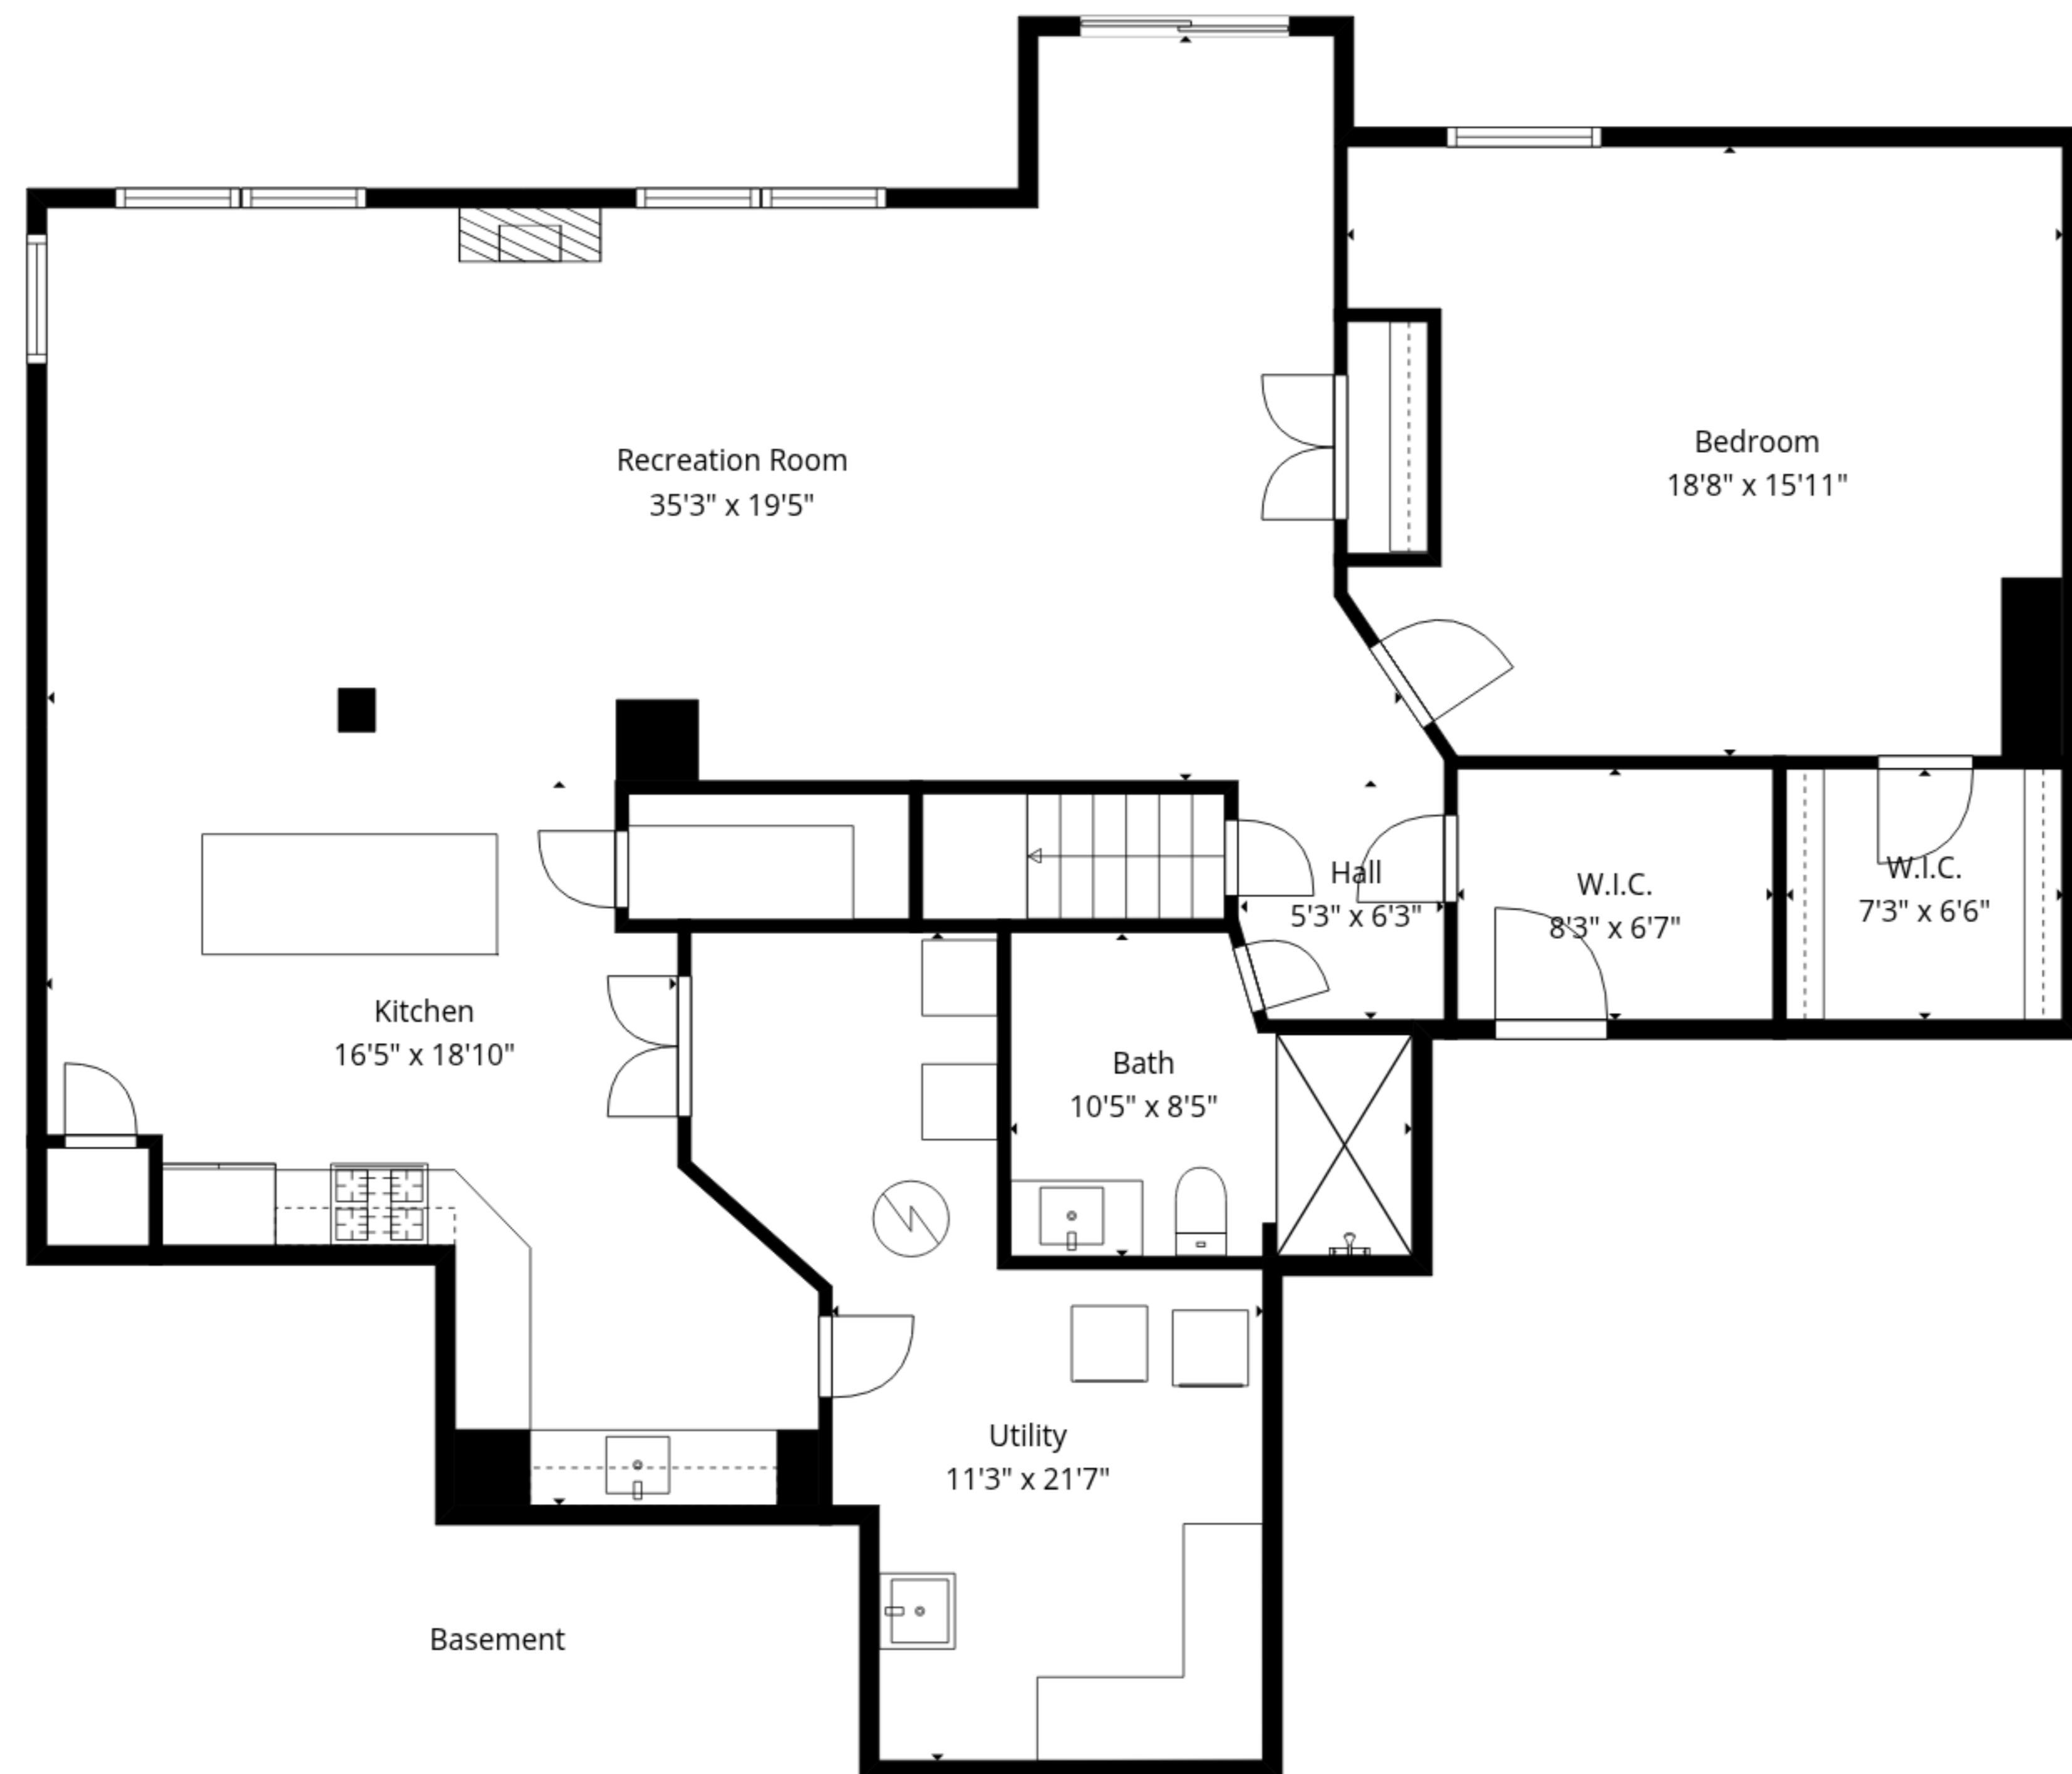 Recreation Room
35'3" x 19'5"
Bedroom
18'8" x 15'11"
Hall
5'3" x 6'3"
W.I.C.
8'3" x 6'7"
W.I.C.
7'3" x 6'6"
Kitchen
16'5" x 18'10"
Bath
10'5" x 8'5"
Utility
11'3" x 21'7"
Basement